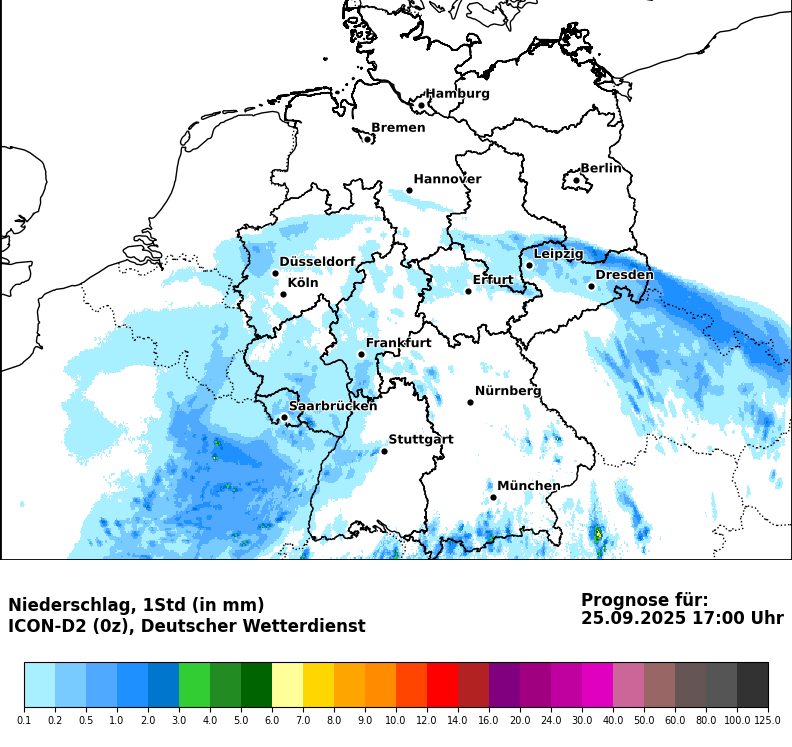 Hamburg
Bremen
Berlin
Hannover
Leipzig
Düsseldorf
Dresden
Köln
Erfurt
Frankfurt
Nürnberg
Saarbrücken
Stuttgart
München
Niederschlag, 1Std (in mm)
ICON-D2 (0z), Deutscher Wetterdienst
Prognose für:
25.09.2025 17:00 Uhr
0.1 0.2 0.5 1.0 2.0 3.0 4.0 5.0 6.0 7.0 8.0 9.0 10.0 12.0 14.0 16.0 20.0 24.0 30.0 40.0 50.0 60.0 80.0 100.0 125.0